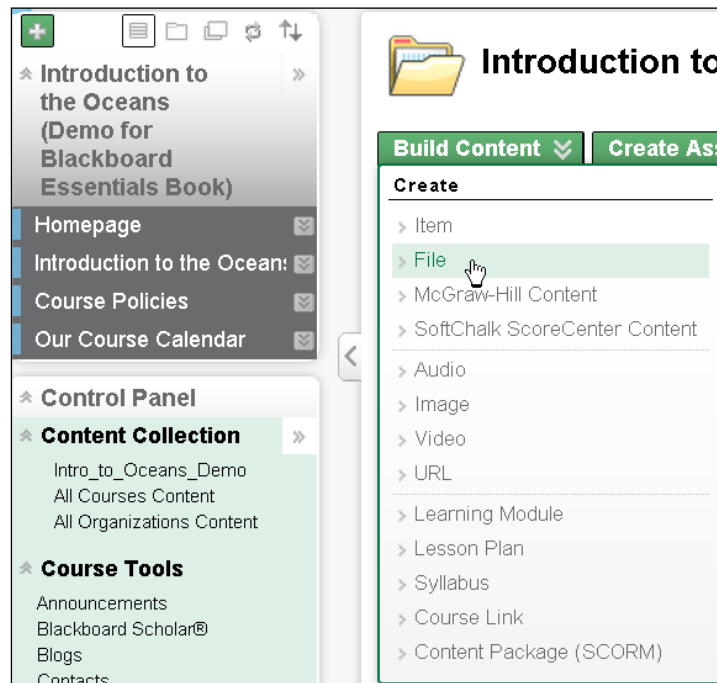 Introduction to
the Oceans
(Demo for
Blackboard
Essentials Book)
Homepage
Introduction to the Ocean
Course Policies
Our Course Calendar
Control Panel
Content Collection
Intro_to_Oceans_Demo
All Courses Content
All Organizations Content
Course Tools
Announcements
Blackboard Scholar®
Blogs
Contacts
Introduction to
Build Content
Create Ass
Create
Item
File
McGraw-Hill Content
SoftChalk ScoreCenter Content
Audio
Image
Video
URL
Learning Module
Lesson Plan
Syllabus
Course Link
Content Package (SCORM)